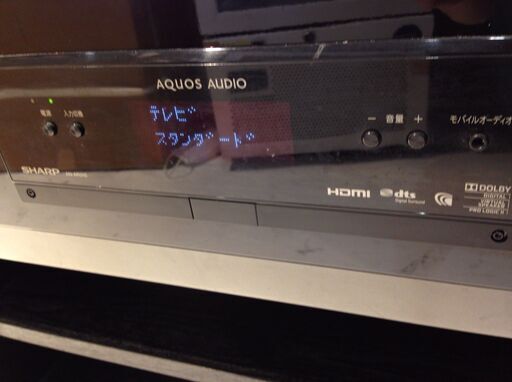 AQUOS AUDIO
テレビ
スタンダード
電源 入力切換
− 音量 +
モバイルオーディオ
SHARP
HDMI
dts
Digital Surround
DOLBY
DIGITAL
VIRTUAL
SPEAKER
PRO LOGIC II